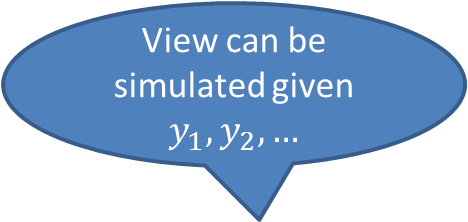 View can be
simulated given
𝑦₁, 𝑦₂, …